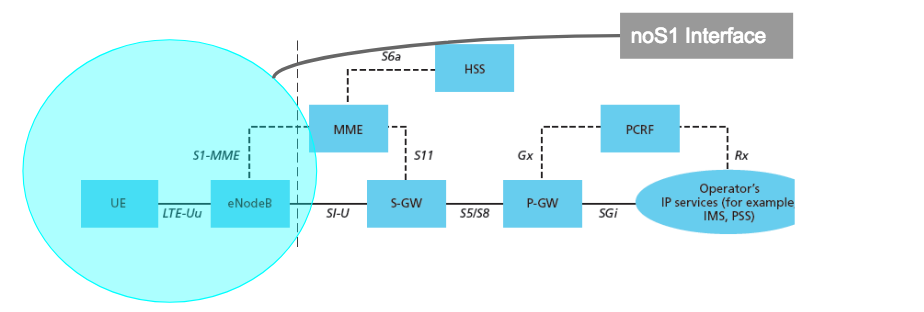 noS1 Interface
S6a
HSS
MME
PCRF
S1-MME
S11
Gx
Rx
UE
LTE-Uu
eNodeB
SI-U
S-GW
S5/S8
P-GW
SGi
Operator's
IP services (for example
IMS, PSS)